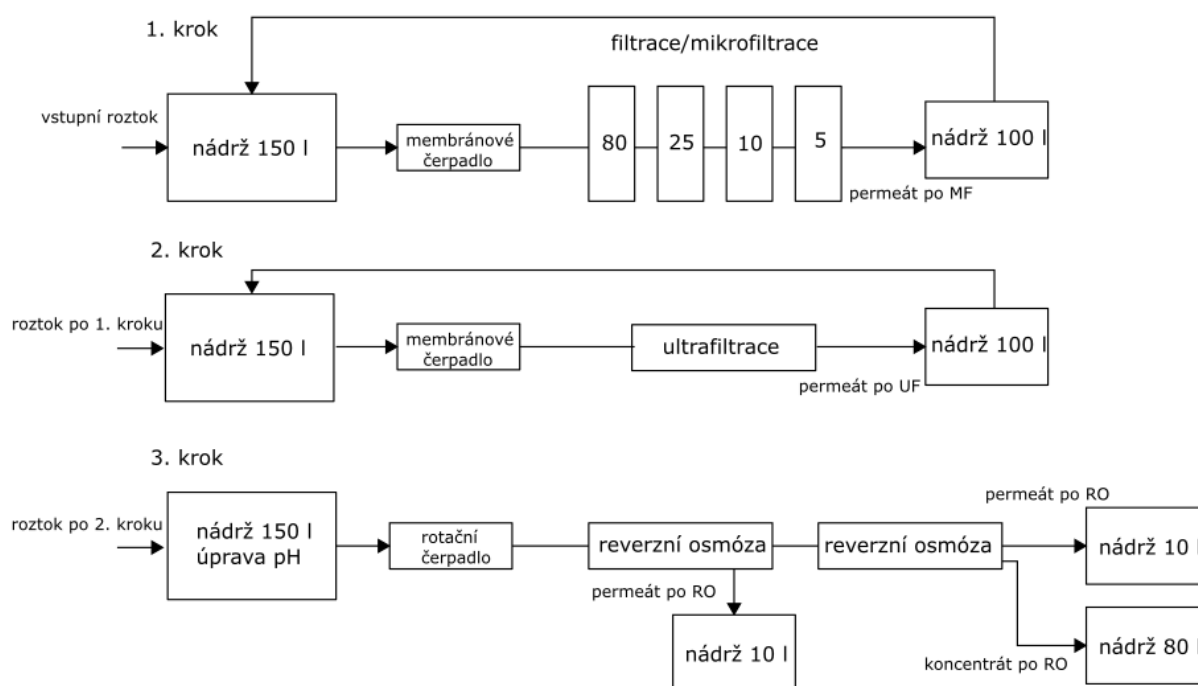 1. krok
filtrace/mikrofiltrace
vstupní roztok
nádrž 150 l
membránové
čerpadlo
80
25
10
5
nádrž 100 l
permeát po MF
2. krok
roztok po 1. kroku
nádrž 150 l
membránové
čerpadlo
ultrafiltrace
nádrž 100 l
permeát po UF
3. krok
roztok po 2. kroku
nádrž 150 l
úprava pH
rotační
čerpadlo
reverzní osmóza
reverzní osmóza
permeát po RO
nádrž 10 l
permeát po RO
nádrž 10 l
koncentrát po RO
nádrž 80 l